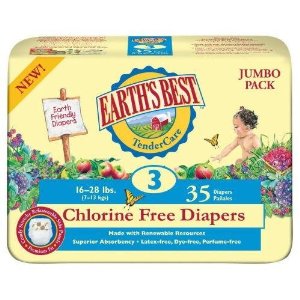 NEW!
JUMBO
PACK
Earth
Friendly
Diapers
EARTH'S BEST
TenderCare
16-28 lbs.
(7-13 kgs)
3
35
Diapers
Pañales
Chlorine Free Diapers
Made with Renewable Resources
Superior Absorbency • Latex-free, Dye-free, Perfume-free